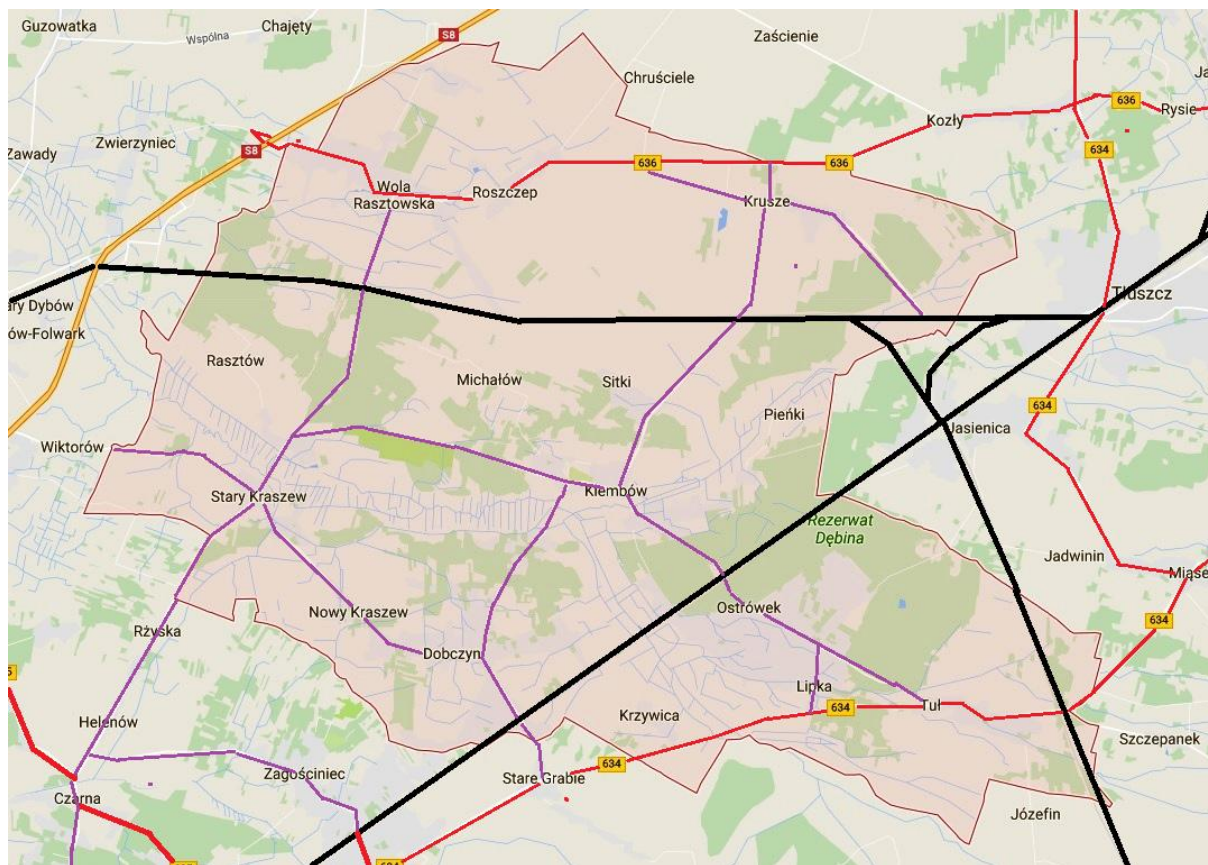 Guzowatka
Chajęty
Wspólna
S8
Zaścienie
Chruściele
636
Rysie
Kozły
Zwierzyniec
Zawady
S8
634
636
636
Wola
Rasztowska
Roszczep
Krusze
Tłuszcz
ary Dybów
ów-Folwark
Rasztów
Michałów
Sitki
Pieńki
634
Jasienica
Wiktorów
Stary Kraszew
Klembów
Rezerwat
Dębina
Jadwinin
Miąse
Nowy Kraszew
Ostrówek
634
Rżyska
Dobczyn
Lipka
634
Tuł
Krzywica
Helenów
Szczepanek
Zagościniec
634
Stare Grabie
Czarna
Józefin